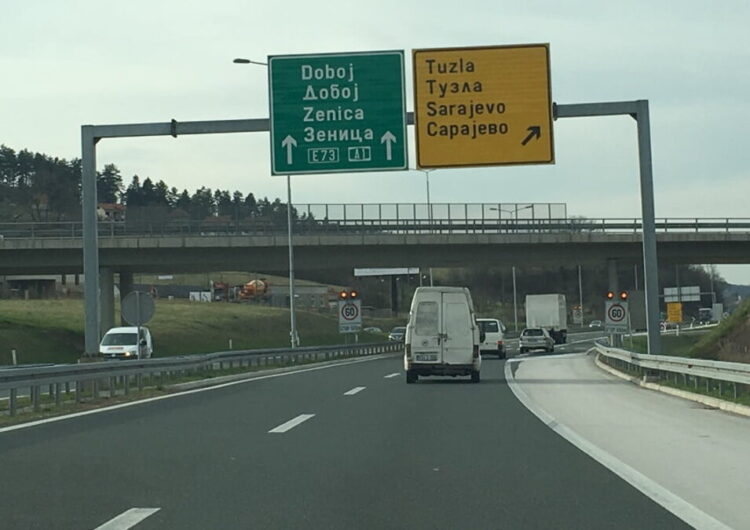 Doboj
Добој
Zenica
Зеница
E73 A1
Tuzla
Тузла
Sarajevo
Сарајево
60
60